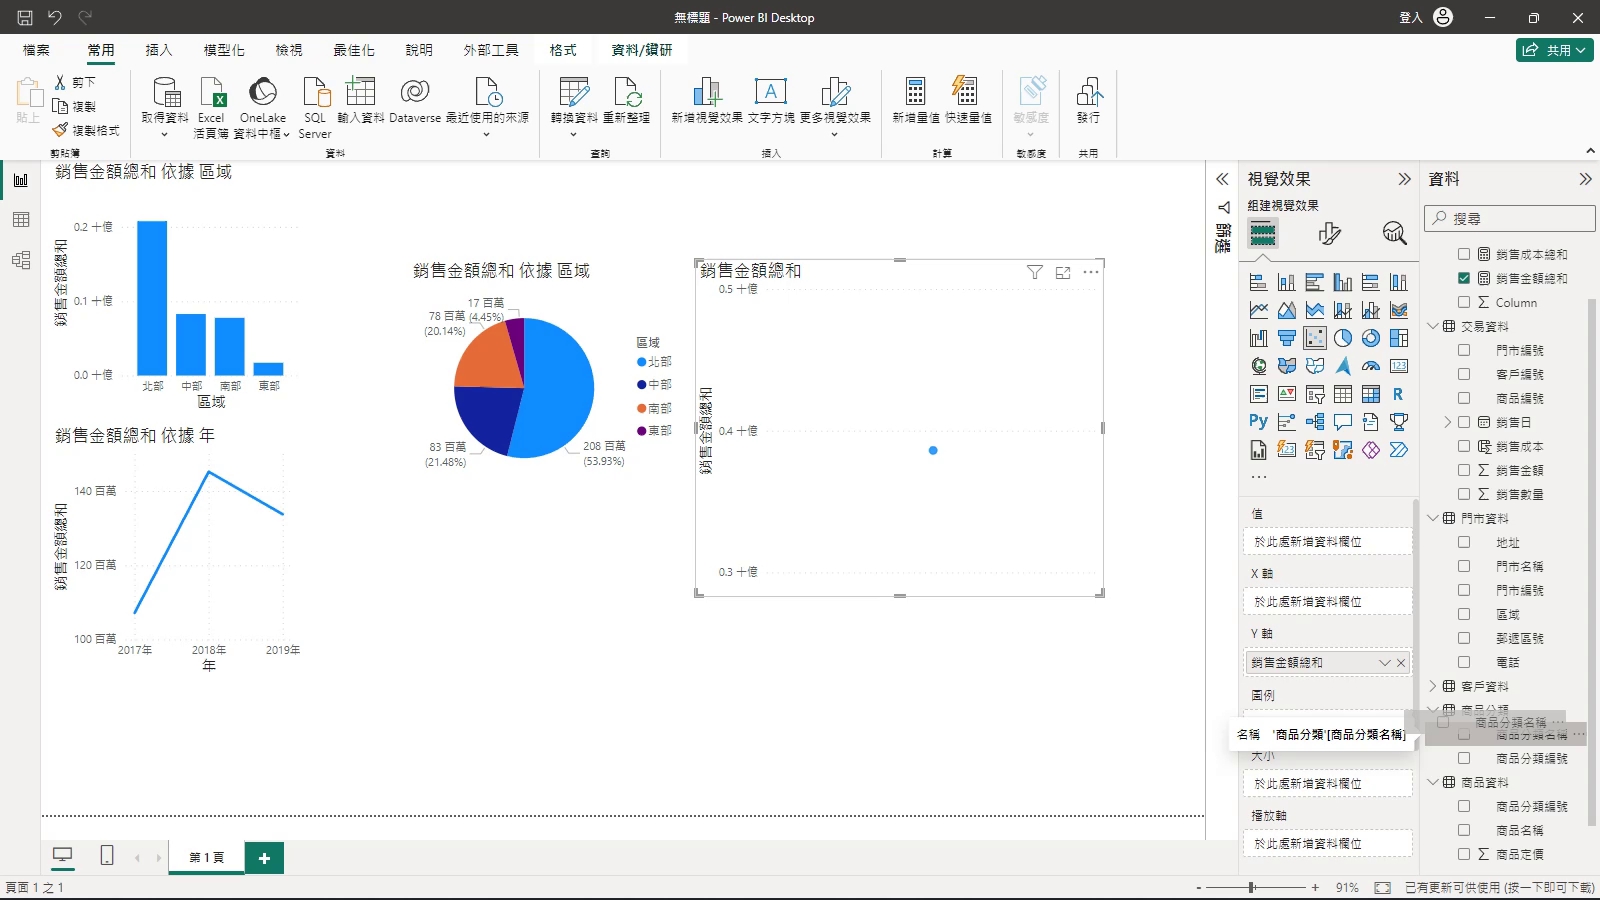 無標題 - Power BI Desktop
登入
檔案 常用 插入 模型化 檢視 最佳化 說明 外部工具 格式 資料/鑽研
共用
貼上
剪下
複製
複製格式
剪貼簿
取得資料
Excel 活頁簿
OneLake 資料中樞
SQL Server
輸入資料
Dataverse
最近使用的來源
資料
轉換資料
重新整理
查詢
新增視覺效果
文字方塊
更多視覺效果
插入
新增量值
快速量值
計算
敏感度
敏感度
發行
共用
銷售金額總和 依據 區域
銷售金額總和
0.2 十億
0.1 十億
0.0 十億
北部 中部 南部 東部
區域
銷售金額總和 依據 年
銷售金額總和
140 百萬
120 百萬
100 百萬
2017年 2018年 2019年
年
銷售金額總和 依據 區域
17 百萬
(4.45%)
78 百萬
(20.14%)
83 百萬
(21.48%)
208 百萬
(53.93%)
區域
北部
中部
南部
東部
銷售金額總和
銷售金額總和
0.5 十億
0.4 十億
0.3 十億
篩選
視覺效果
組建視覺效果
123
R
Py
123
值
於此處新增資料欄位
X 軸
於此處新增資料欄位
Y 軸
銷售金額總和
圖例
名稱 '商品分類'[商品分類名稱]
大小
於此處新增資料欄位
播放軸
於此處新增資料欄位
資料
搜尋
銷售成本總和
銷售金額總和
Column
交易資料
門市編號
客戶編號
商品編號
銷售日
銷售成本
銷售金額
銷售數量
門市資料
地址
門市名稱
門市編號
區域
郵遞區號
電話
客戶資料
商品分類
商品分類名稱
商品分類名稱
商品分類編號
商品資料
商品分類編號
商品名稱
商品定價
第 1 頁
頁面 1 之 1
91%
已有更新可供使用 (按一下即可下載)